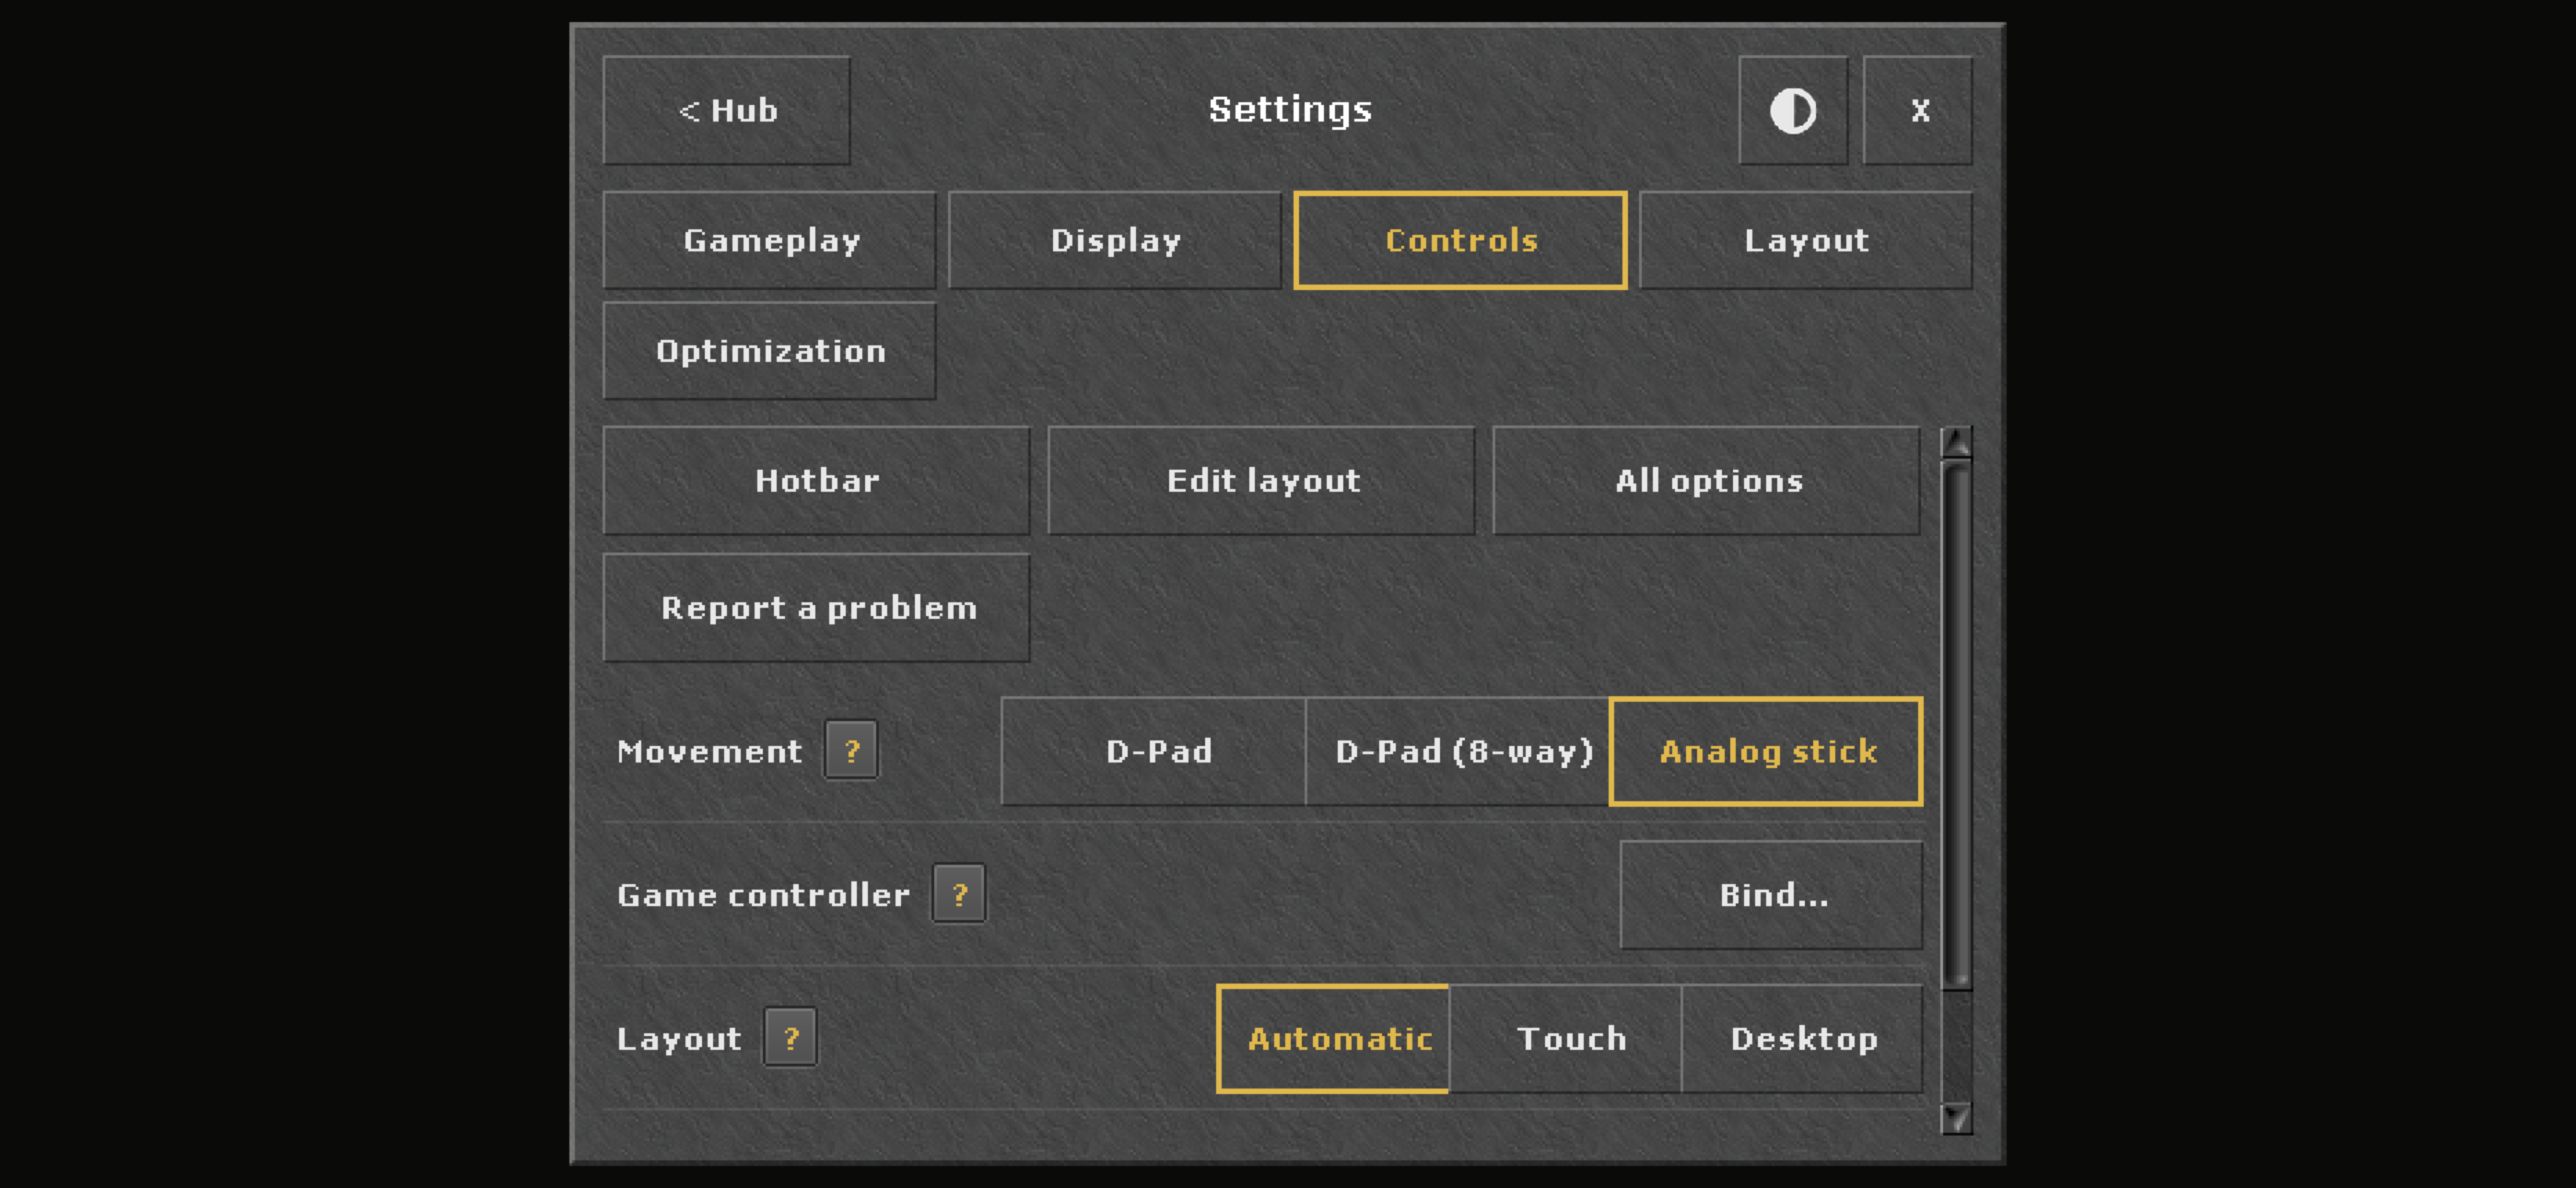 < Hub
Settings
X
Gameplay
Display
Controls
Layout
Optimization
Hotbar
Edit layout
All options
Report a problem
Movement ?
D-Pad
D-Pad (8-way)
Analog stick
Game controller ?
Bind...
Layout ?
Automatic
Touch
Desktop